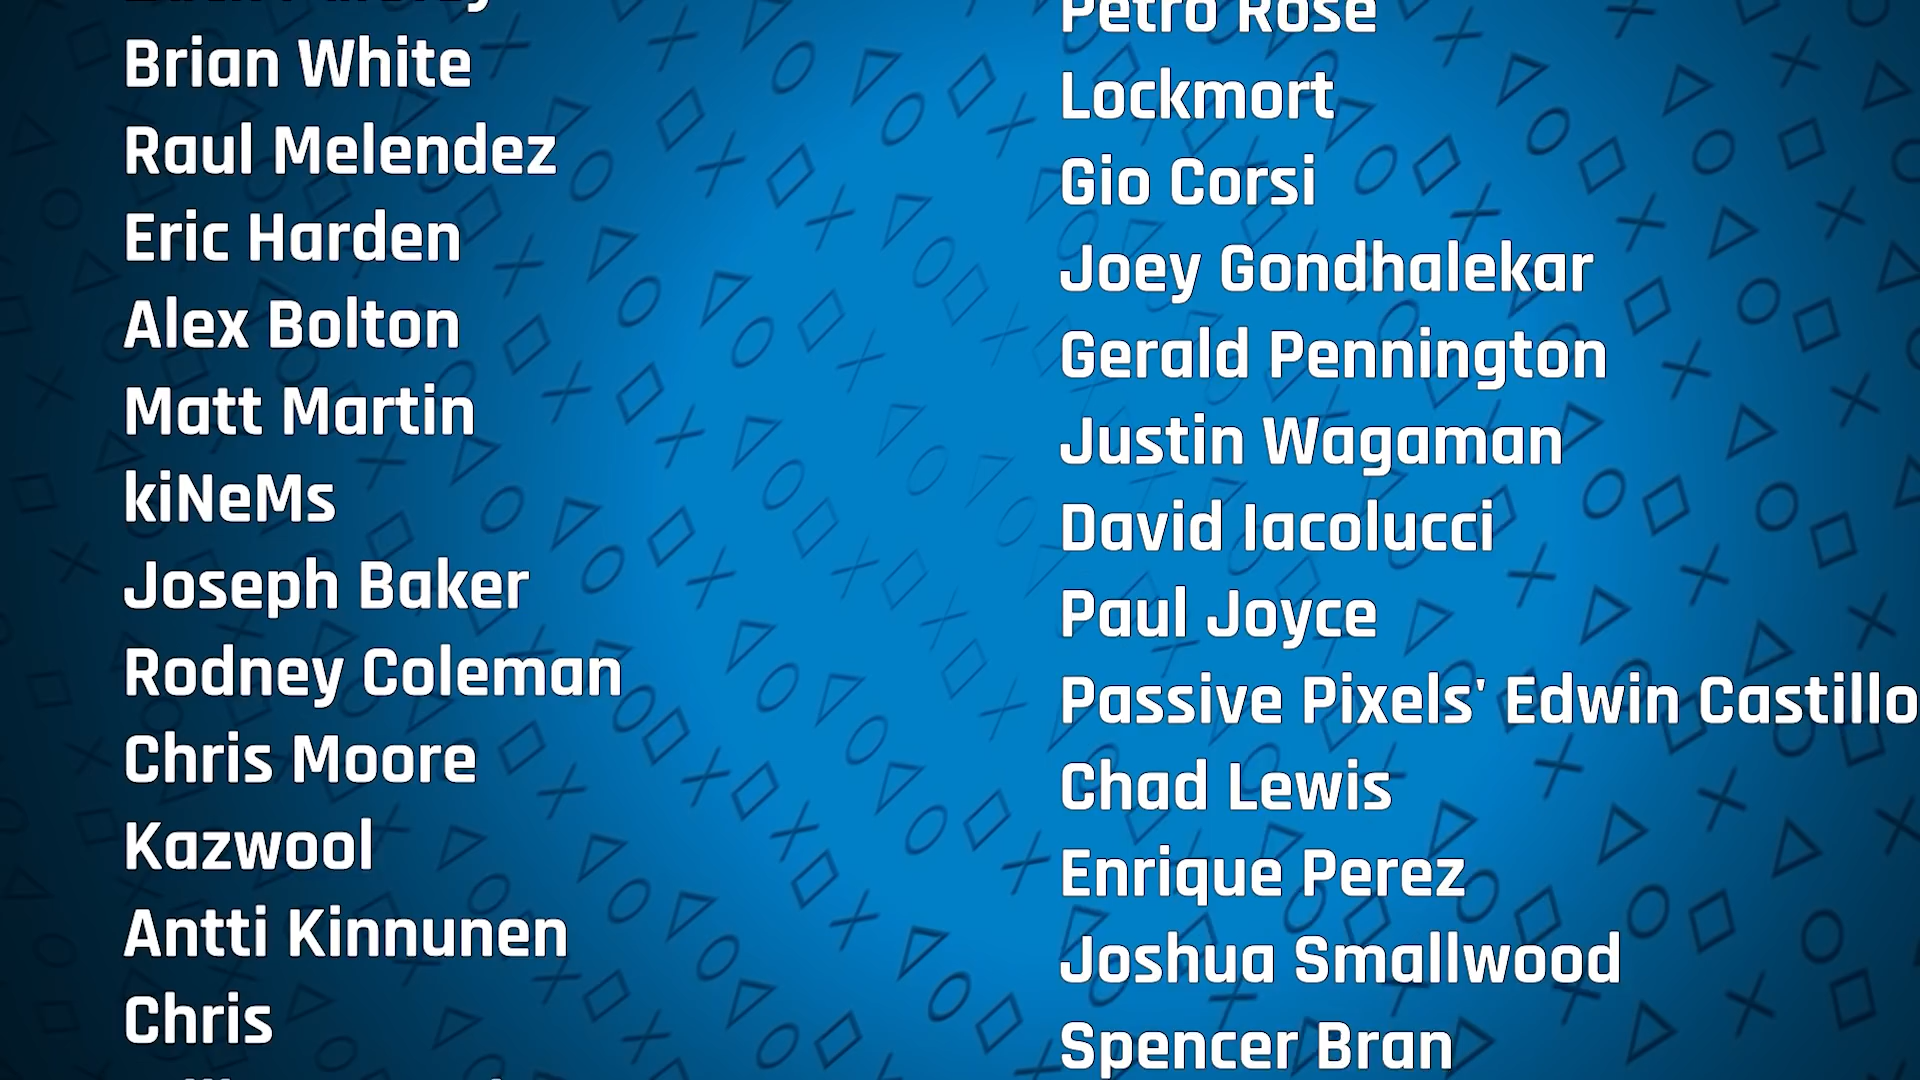 Brian White
Raul Melendez
Eric Harden
Alex Bolton
Matt Martin
kiNeMs
Joseph Baker
Rodney Coleman
Chris Moore
Kazwool
Antti Kinnunen
Chris
Petro Rose
Lockmort
Gio Corsi
Joey Gondhalekar
Gerald Pennington
Justin Wagaman
David Iacolucci
Paul Joyce
Passive Pixels' Edwin Castillo
Chad Lewis
Enrique Perez
Joshua Smallwood
Spencer Bran